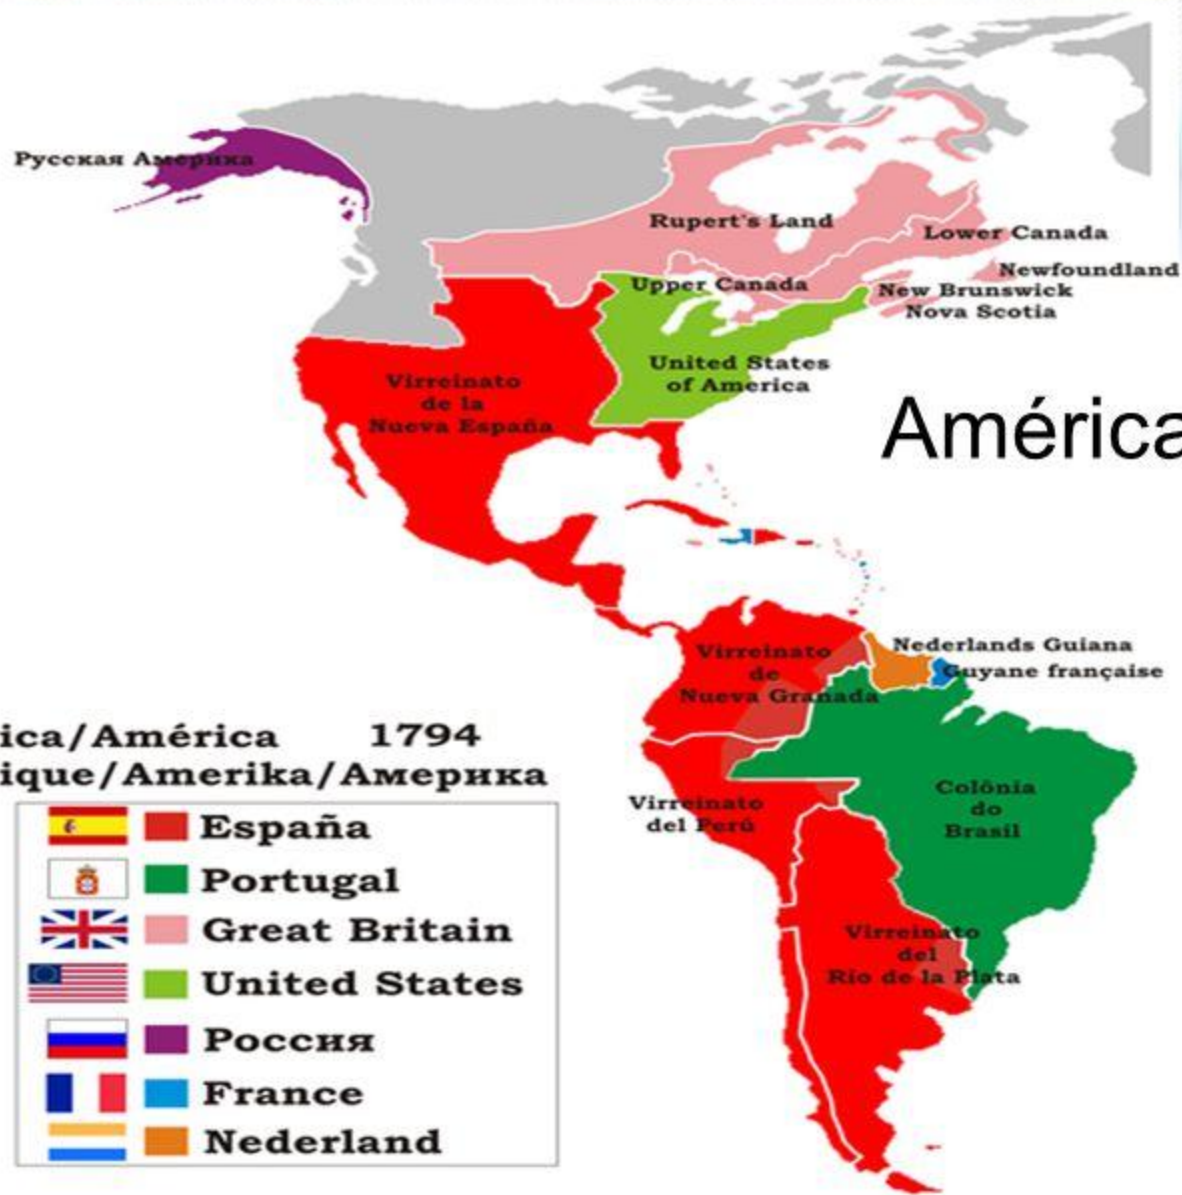 Русская Америка
Rupert's Land
Lower Canada
Newfoundland
Upper Canada
New Brunswick
Nova Scotia
United States
of America
Virreinato
de la
Nueva España
América
Nederlands Guiana
Guyane française
Virreinato
de
Nueva Granada
Virreinato
del Perú
Colônia
do
Brasil
Virreinato
del
Río de la Plata
ica/América 1794
ique/Amerika/Америка
España
Portugal
Great Britain
United States
Россия
France
Nederland